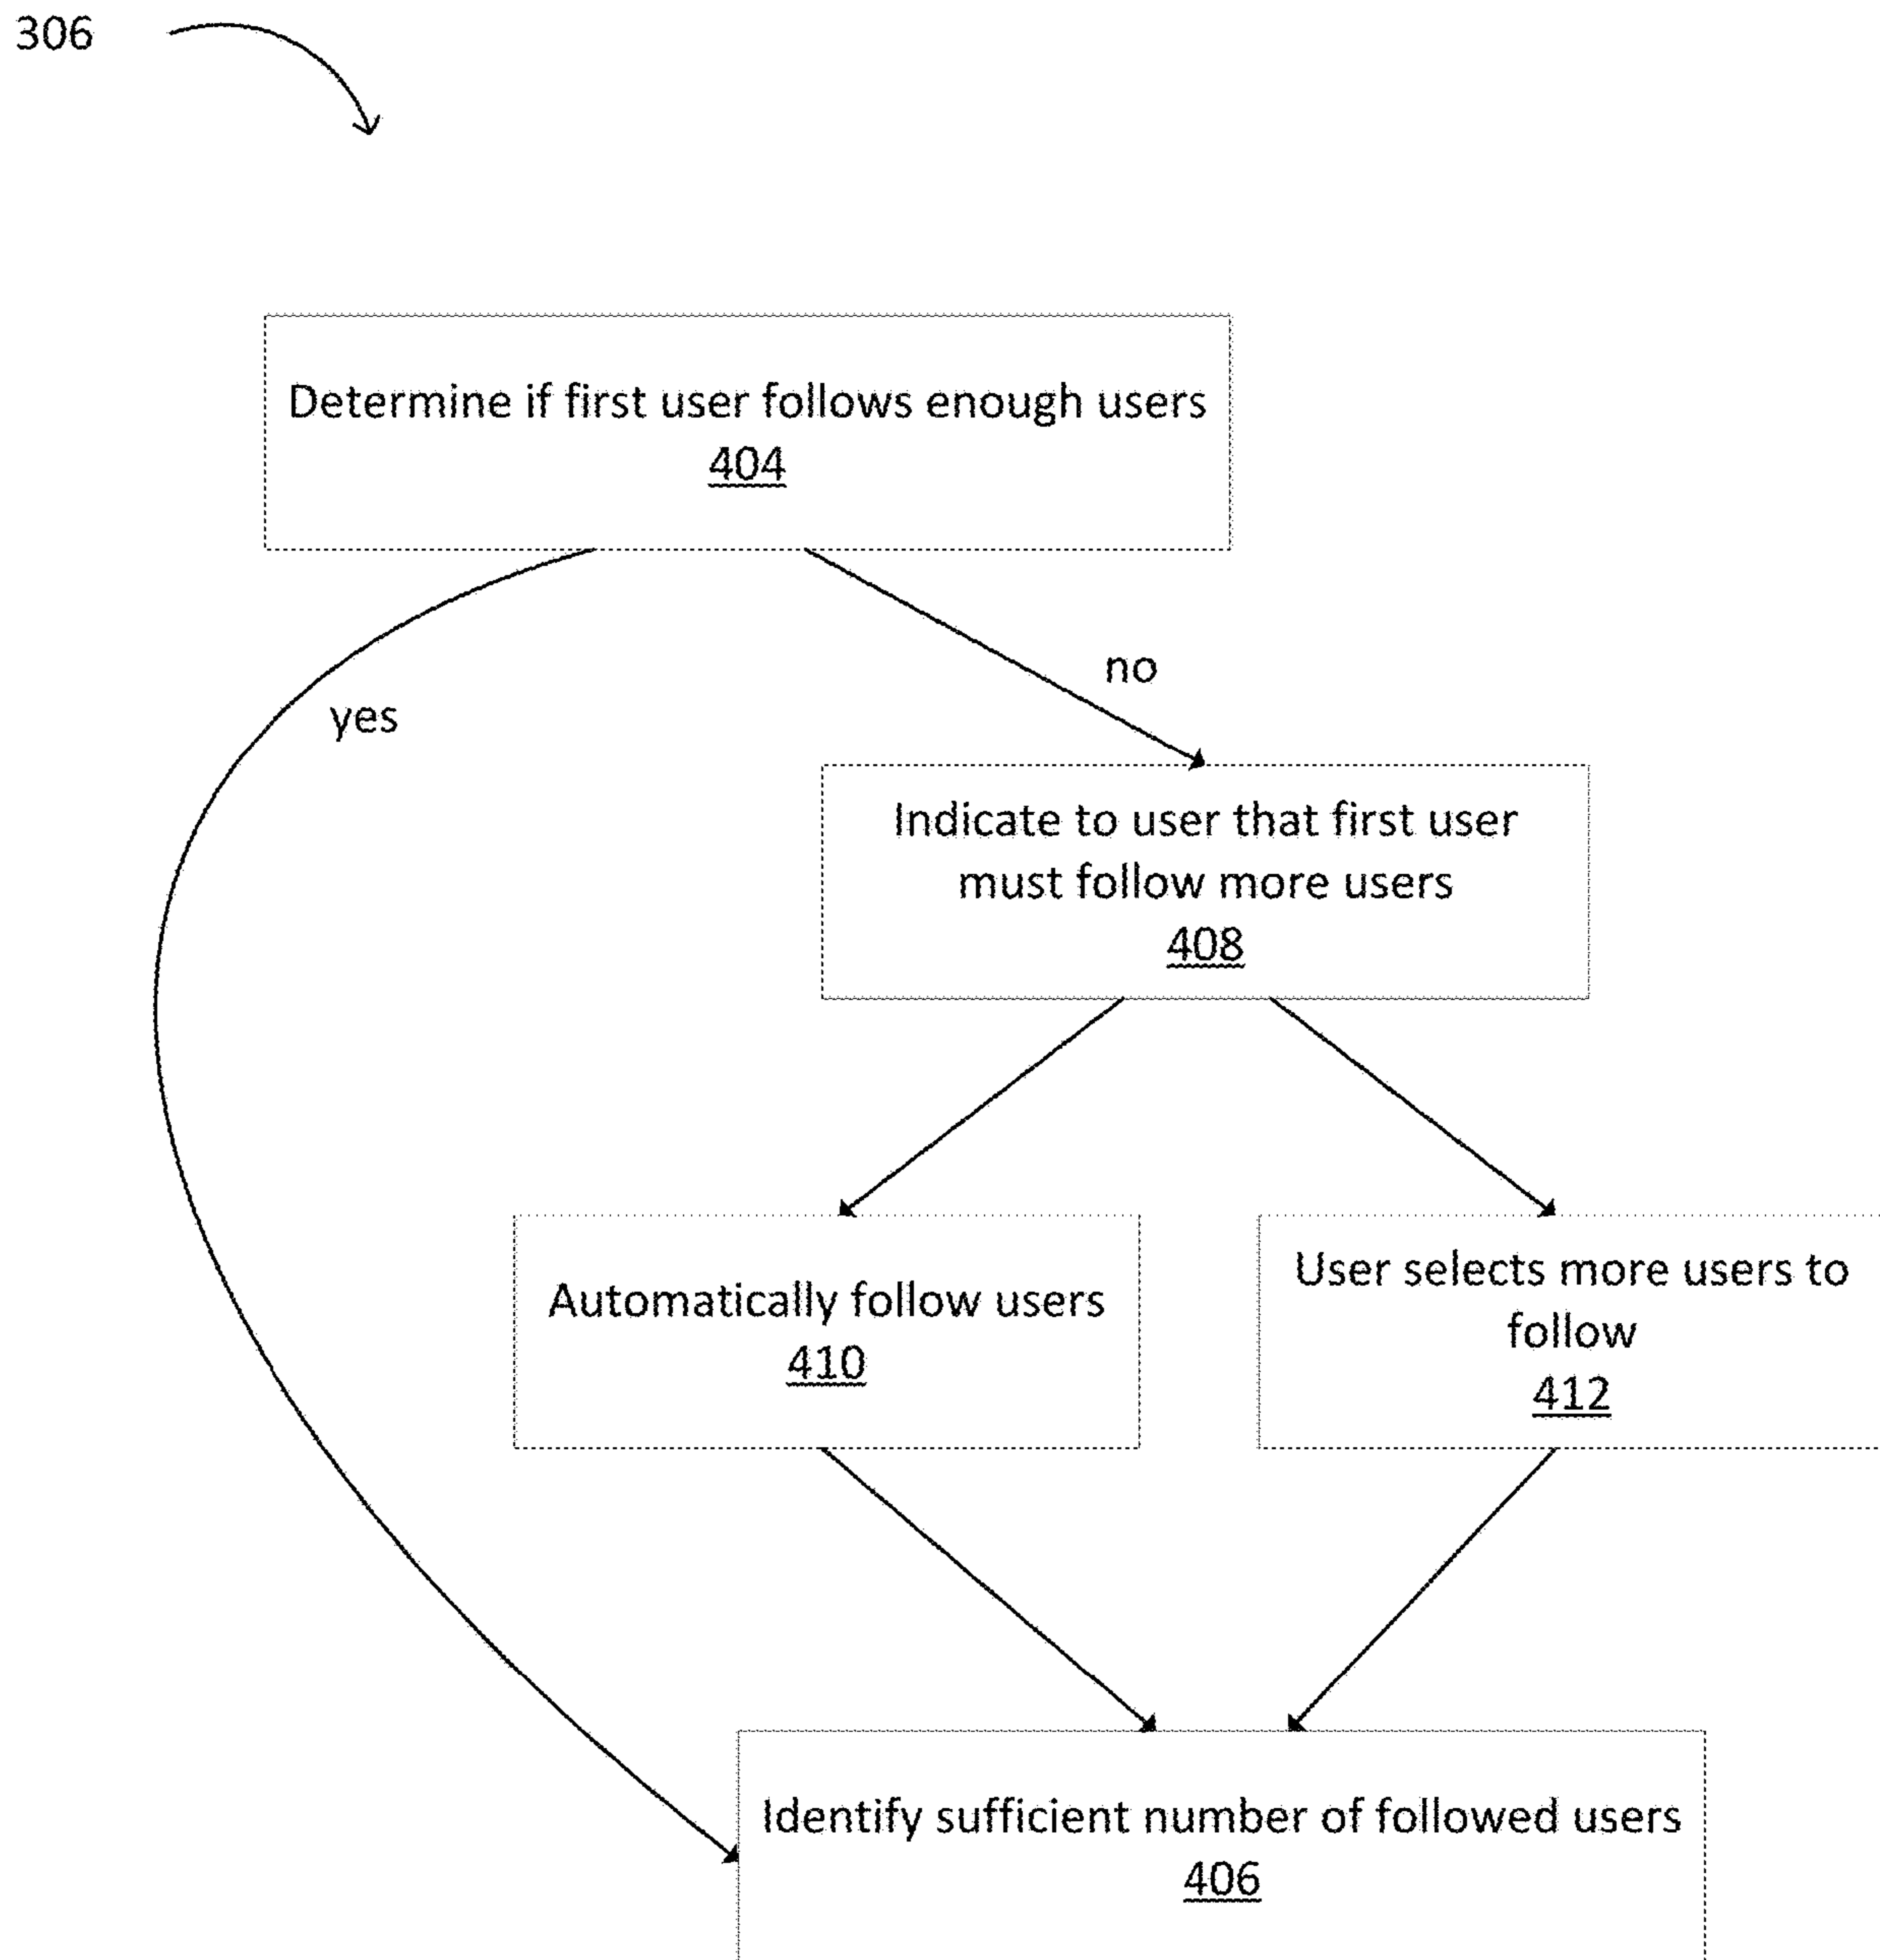 306
Determine if first user follows enough users
404
no
yes
Indicate to user that first user
must follow more users
408
Automatically follow users
410
User selects more users to
follow
412
Identify sufficient number of followed users
406